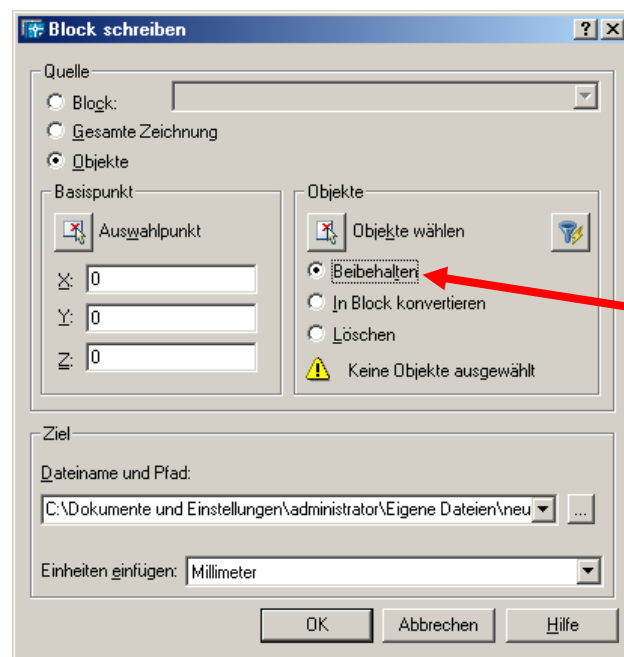 Block schreiben
Quelle
Block:
Gesamte Zeichnung
Objekte
Basispunkt
Auswahlpunkt
X: 0
Y: 0
Z: 0
Objekte
Objekte wählen
Beibehalten
In Block konvertieren
Löschen
Keine Objekte ausgewählt
Ziel
Dateiname und Pfad:
C:\Dokumente und Einstellungen\administrator\Eigene Dateien\neu
...
Einheiten einfügen: Millimeter
OK Abbrechen Hilfe